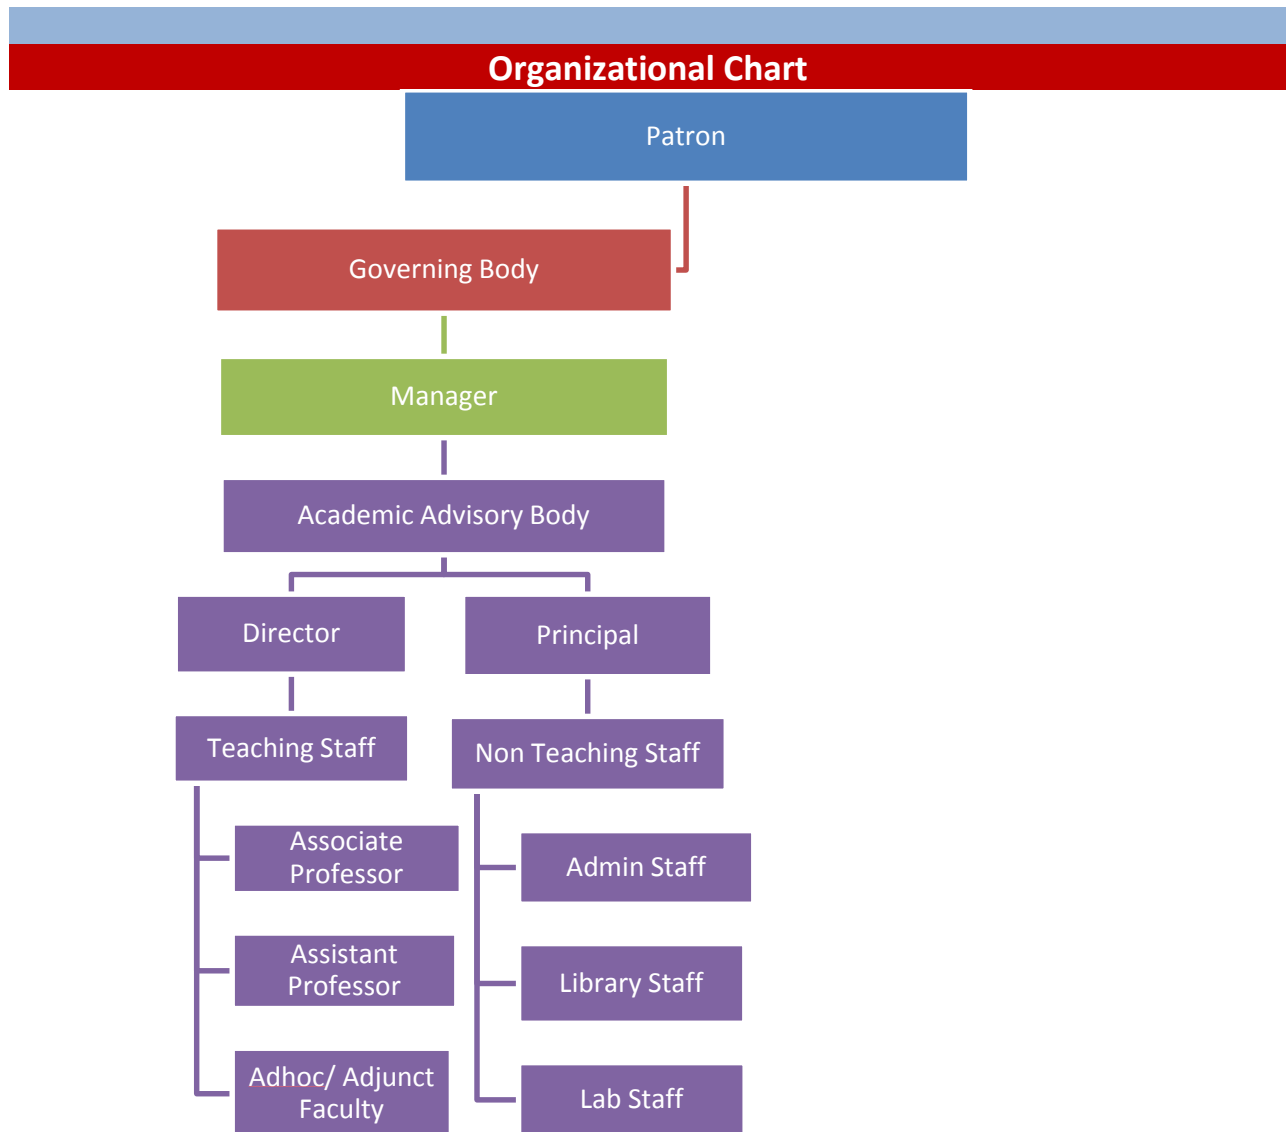 Organizational Chart
Patron
Governing Body
Manager
Academic Advisory Body
Director
Principal
Teaching Staff
Non Teaching Staff
Associate
Professor
Admin Staff
Assistant
Professor
Library Staff
Adhoc/ Adjunct
Faculty
Lab Staff